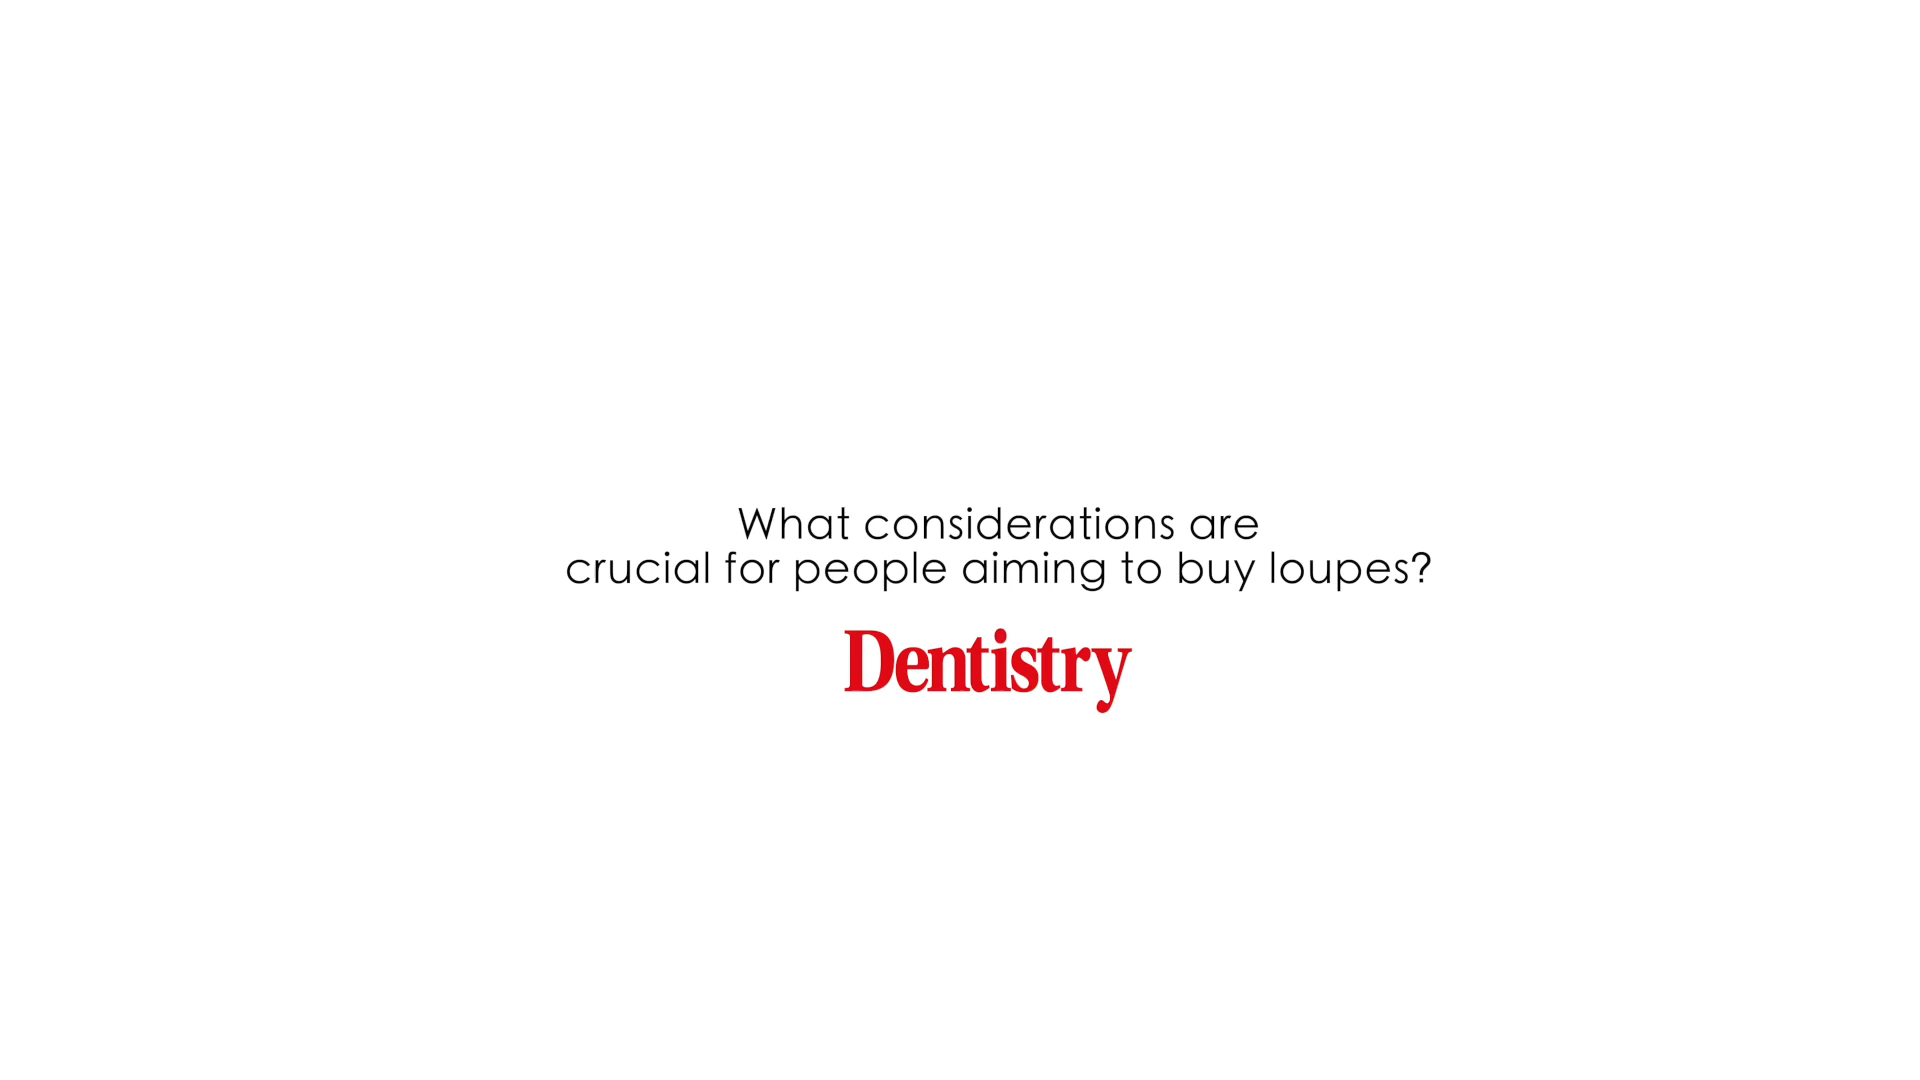 What considerations are
crucial for people aiming to buy loupes?
Dentistry